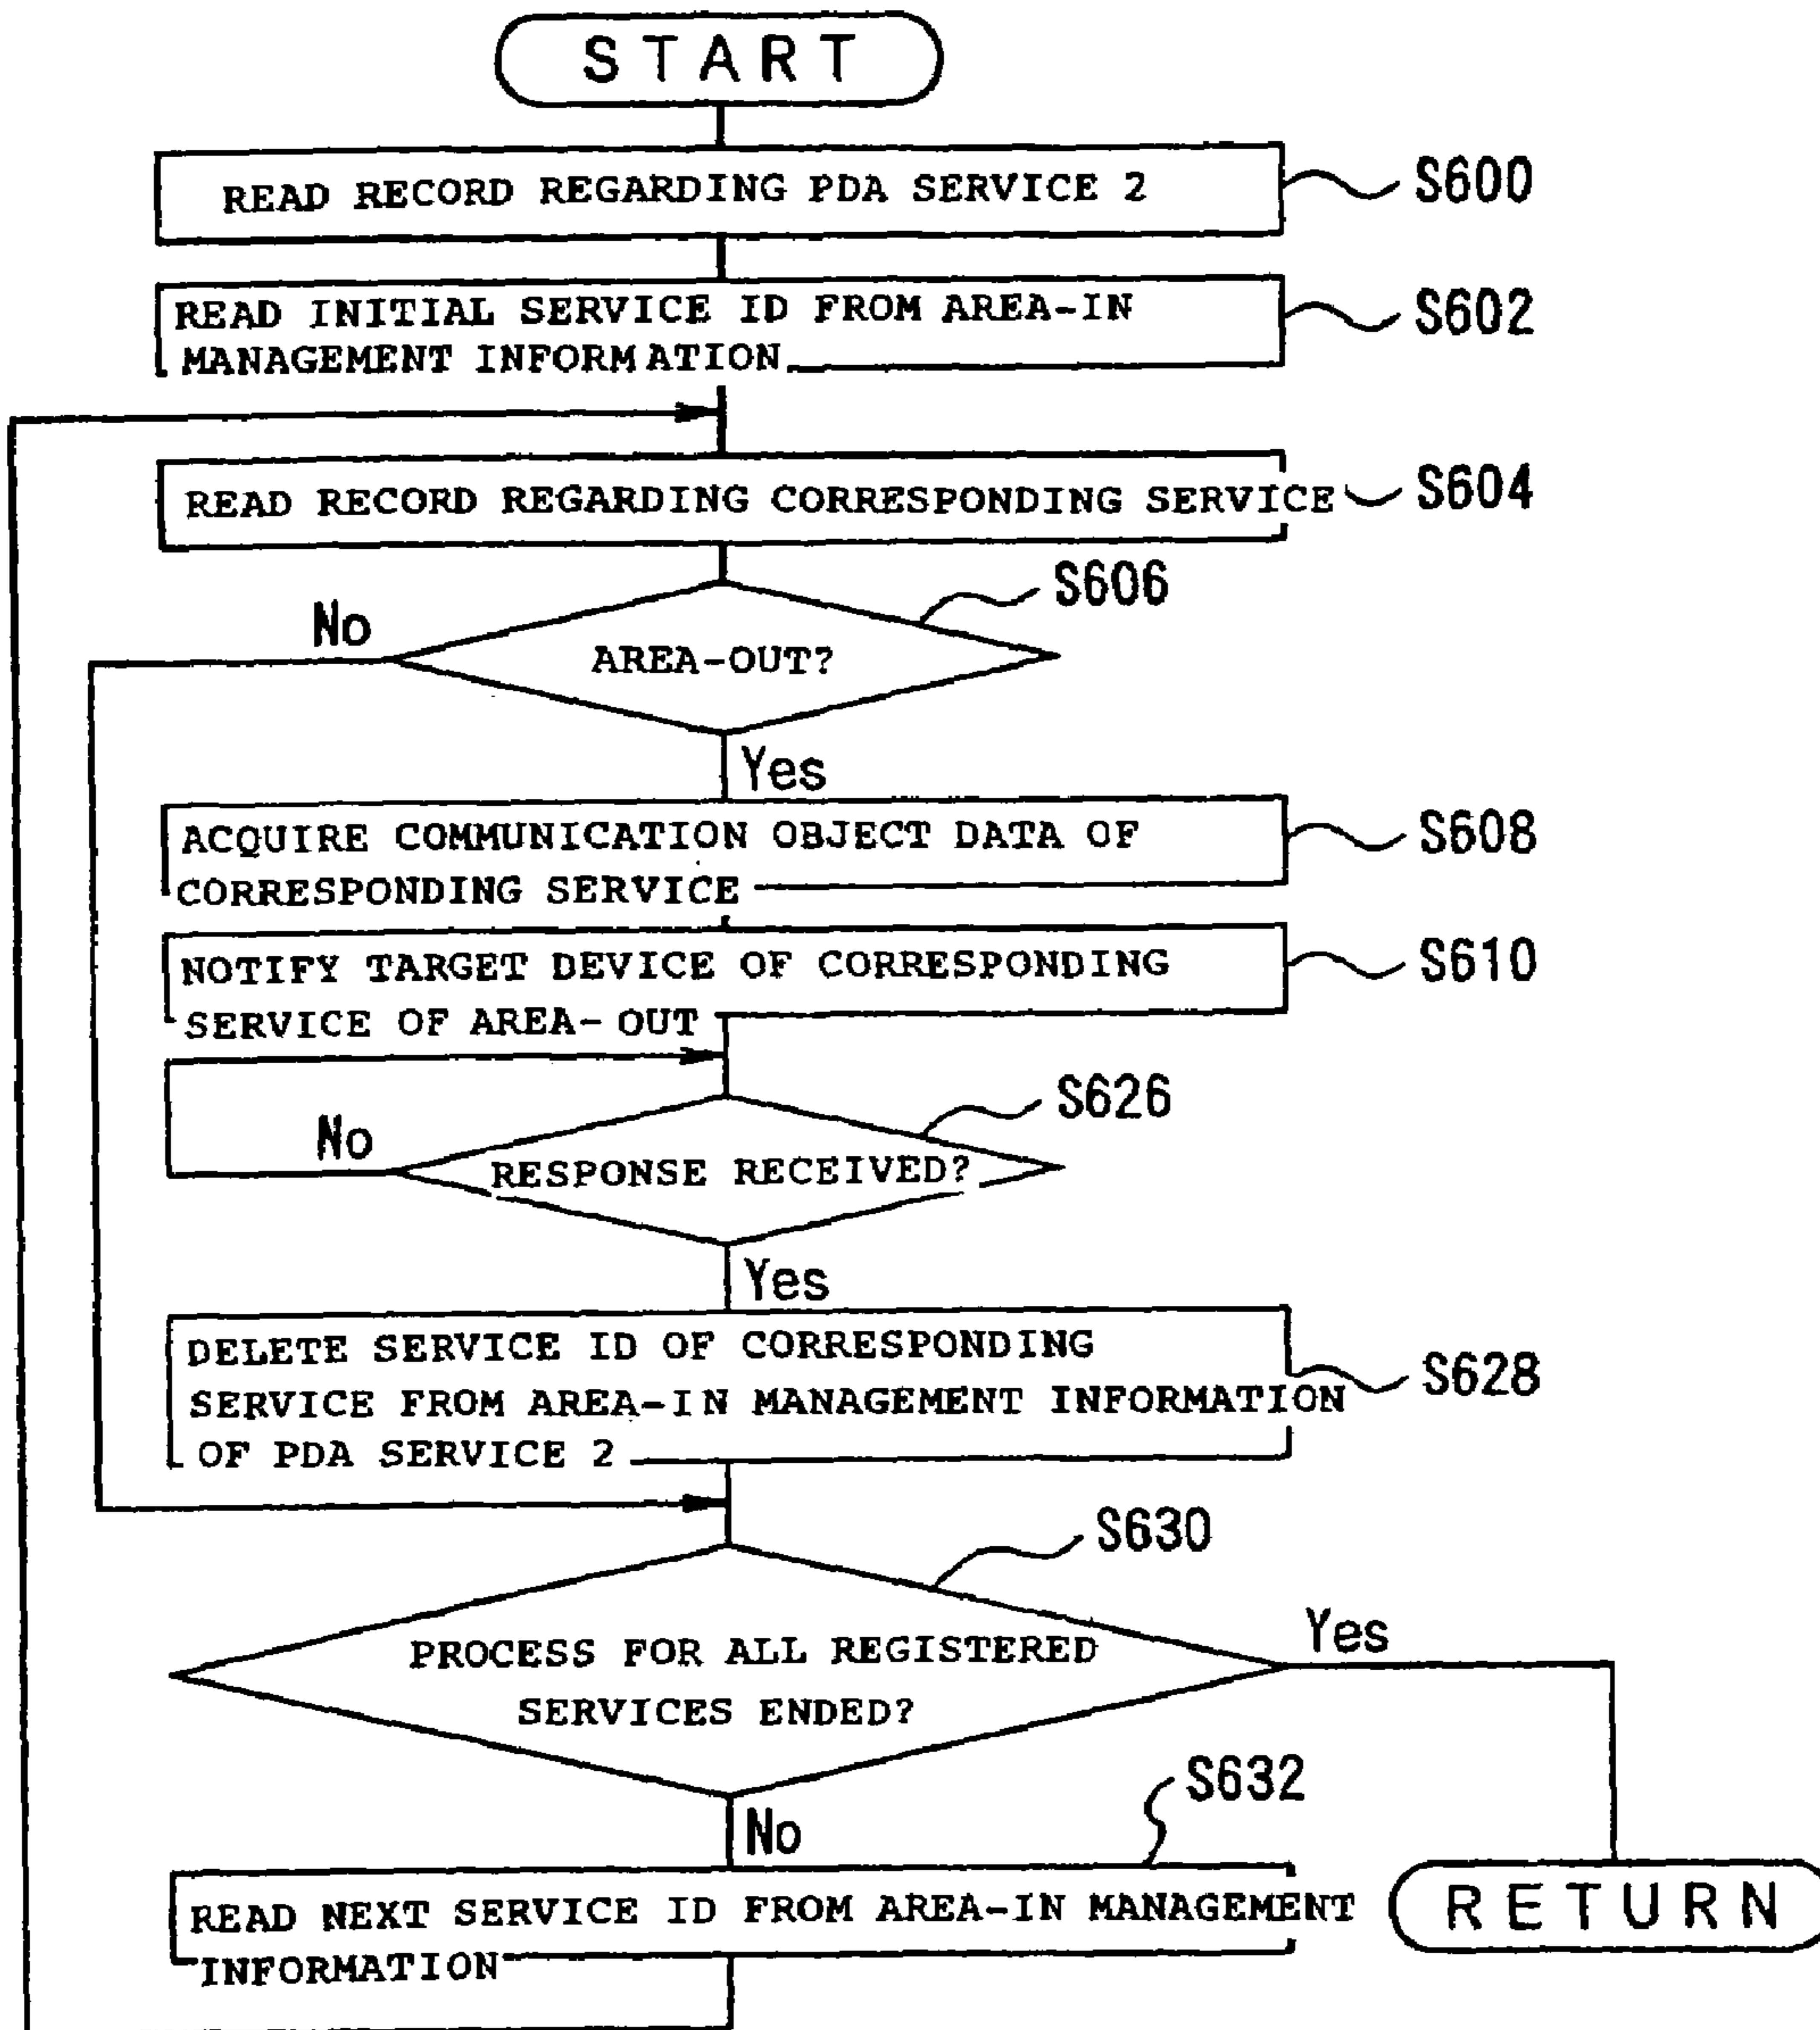 START
READ RECORD REGARDING PDA SERVICE 2
S600
READ INITIAL SERVICE ID FROM AREA-IN
MANAGEMENT INFORMATION
S602
READ RECORD REGARDING CORRESPONDING SERVICE
S604
S606
No
AREA-OUT?
Yes
ACQUIRE COMMUNICATION OBJECT DATA OF
CORRESPONDING SERVICE
S608
NOTIFY TARGET DEVICE OF CORRESPONDING
SERVICE OF AREA-OUT
S610
S626
No
RESPONSE RECEIVED?
Yes
DELETE SERVICE ID OF CORRESPONDING
SERVICE FROM AREA-IN MANAGEMENT INFORMATION
OF PDA SERVICE 2
S628
S630
Yes
PROCESS FOR ALL REGISTERED
SERVICES ENDED?
S632
No
READ NEXT SERVICE ID FROM AREA-IN MANAGEMENT
INFORMATION
RETURN